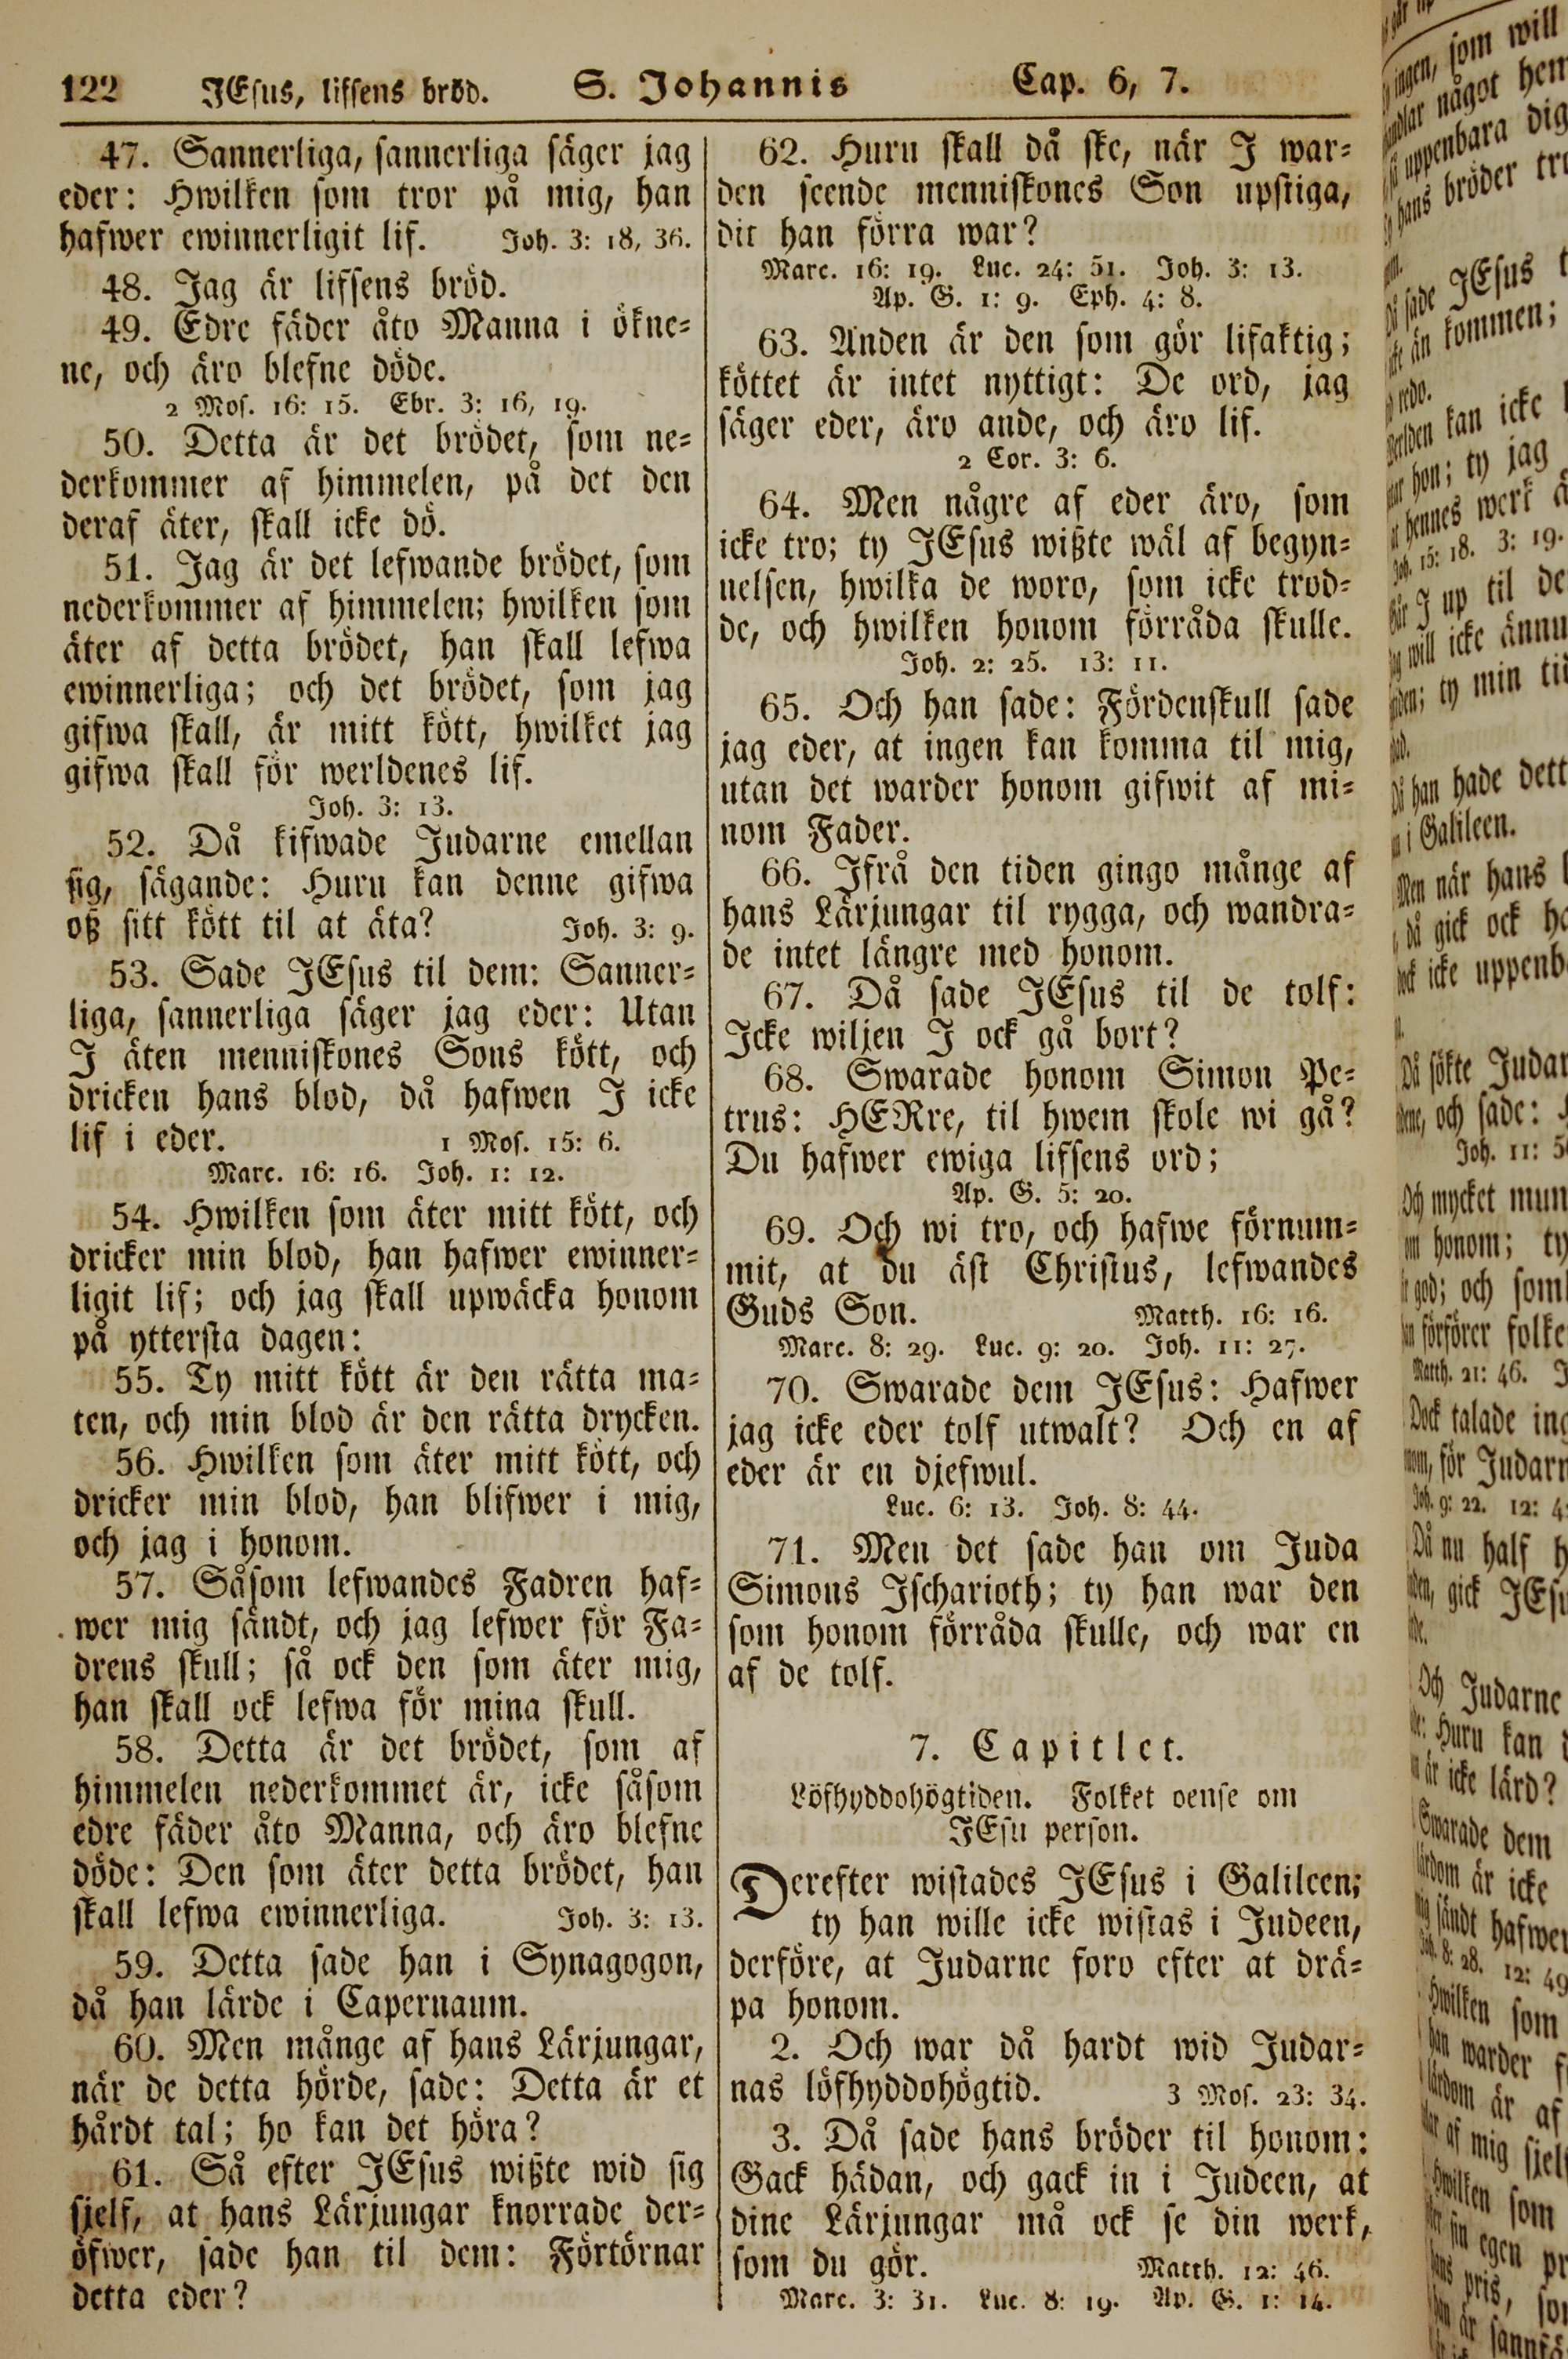 122 JEsus, lifsens bröd. S. Johannis Cap. 6, 7.
47. Sannerliga, sannerliga säger jag
eder: Hwilken som tror på mig, han
hafwer ewinnerligit lif. Joh. 3: 18, 36.
48. Jag är lifsens bröd.
49. Edre fäder åto Manna i ökne-
ne, och äro blefne döde.
2 Mos. 16: 15. Ebr. 3: 16, 19.
50. Detta är det brödet, som ne-
derkommer af himmelen, på det den
deraf äter, skall icke dö.
51. Jag är det lefwande brödet, som
nederkommer af himmelen; hwilken som
äter af detta brödet, han skall lefwa
ewinnerliga; och det brödet, som jag
gifwa skall, är mitt kött, hwilket jag
gifwa skall för werldenes lif.
Joh. 3: 13.
52. Då kifwade Judarne emellan
sig, sägande: Huru kan denne gifwa
oß sitt kött til at äta? Joh. 3: 9.
53. Sade JEsus til dem: Sanner-
liga, sannerliga säger jag eder: Utan
J äten menniskones Sons kött, och
dricken hans blod, då hafwen J icke
lif i eder. 1 Mos. 15: 6.
Marc. 16: 16. Joh. 1: 12.
54. Hwilken som äter mitt kött, och
dricker min blod, han hafwer ewinner-
ligit lif; och jag skall upwäcka honom
på yttersta dagen:
55. Ty mitt kött är den rätta ma-
ten, och min blod är den rätta drycken.
56. Hwilken som äter mitt kött, och
dricker min blod, han blifwer i mig,
och jag i honom.
57. Såsom lefwandes Fadren haf-
wer mig sändt, och jag lefwer för Fa-
drens skull; så ock den som äter mig,
han skall ock lefwa för mina skull.
58. Detta är det brödet, som af
himmelen nederkommet är, icke såsom
edre fäder åto Manna, och äro blefne
döde: Den som äter detta brödet, han
skall lefwa ewinnerliga. Joh. 3: 13.
59. Detta sade han i Synagogon,
då han lärde i Capernaum.
60. Men månge af hans Lärjungar,
när de detta hörde, sade: Detta är et
hårdt tal; ho kan det höra?
61. Så efter JEsus wißte wid sig
sjelf, at hans Lärjungar knorrade der-
öfwer, sade han til dem: Förtörnar
detta eder?
62. Huru skall då ske, när J war-
den seende menniskones Son upstiga,
dit han förra war?
Marc. 16: 19. Luc. 24: 51. Joh. 3: 13.
Ap. G. 1: 9. Eph. 4: 8.
63. Anden är den som gör lifaktig;
köttet är intet nyttigt: De ord, jag
säger eder, äro ande, och äro lif.
2 Cor. 3: 6.
64. Men någre af eder äro, som
icke tro; ty JEsus wißte wäl af begyn-
nelsen, hwilka de woro, som icke trod-
de, och hwilken honom förråda skulle.
Joh. 2: 25. 13: 11.
65. Och han sade: Fördenskull sade
jag eder, at ingen kan komma til mig,
utan det warder honom gifwit af mi-
nom Fader.
66. Ifrå den tiden gingo månge af
hans Lärjungar til rygga, och wandra-
de intet längre med honom.
67. Då sade JEsus til de tolf:
Icke wiljen J ock gå bort?
68. Swarade honom Simon Pe-
trus: HERre, til hwem skole wi gå?
Du hafwer ewiga lifsens ord;
Ap. G. 5: 20.
69. Och wi tro, och hafwe förnum-
mit, at du äst Christus, lefwandes
Guds Son. Matth. 16: 16.
Marc. 8: 29. Luc. 9: 20. Joh. 11: 27.
70. Swarade dem JEsus: Hafwer
jag icke eder tolf utwalt? Och en af
eder är en djefwul.
Luc. 6: 13. Joh. 8: 44.
71. Men det sade han om Juda
Simons Ischarioth; ty han war den
som honom förråda skulle, och war en
af de tolf.
7. Capitlet.
Löfhyddohögtiden. Folket oense om
JEsu person.
Derefter wistades JEsus i Galileen;
ty han wille icke wistas i Judeen,
derföre, at Judarne foro efter at drä-
pa honom.
2. Och war då hardt wid Judar-
nas löfhyddohögtid. 3 Mos. 23: 34.
3. Då sade hans bröder til honom:
Gack hädan, och gack in i Judeen, at
dine Lärjungar må ock se din werk,
som du gör. Matth. 12: 46.
Marc. 3: 31. Luc. 8: 19. Ap. G. 1: 14.